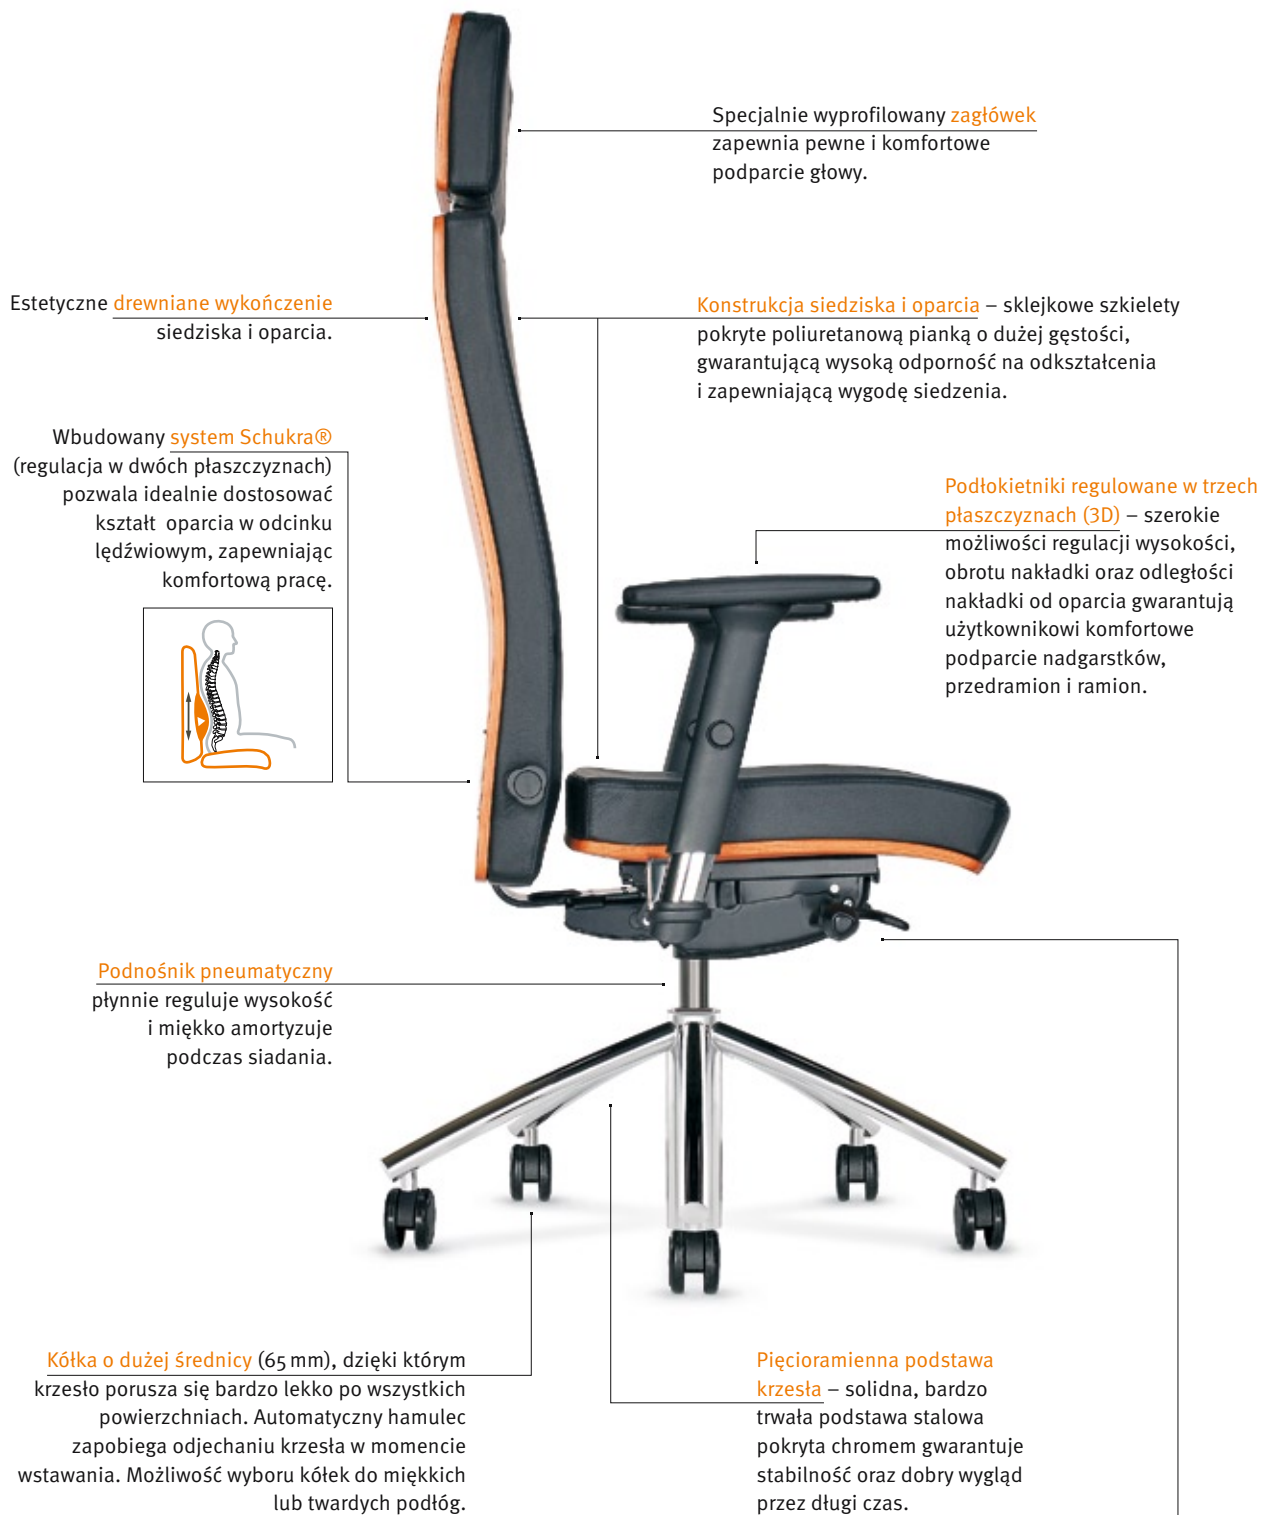 Specjalnie wyprofilowany zagłówek
zapewnia pewne i komfortowe
podparcie głowy.
Estetyczne drewniane wykończenie
siedziska i oparcia.
Konstrukcja siedziska i oparcia – sklejkowe szkielety
pokryte poliuretanową pianką o dużej gęstości,
gwarantującą wysoką odporność na odkształcenia
i zapewniającą wygodę siedzenia.
Wbudowany system Schukra®
(regulacja w dwóch płaszczyznach)
pozwala idealnie dostosować
kształt oparcia w odcinku
lędźwiowym, zapewniając
komfortową pracę.
Podłokietniki regulowane w trzech
płaszczyznach (3D) – szerokie
możliwości regulacji wysokości,
obrotu nakładki oraz odległości
nakładki od oparcia gwarantują
użytkownikowi komfortowe
podparcie nadgarstków,
przedramion i ramion.
Podnośnik pneumatyczny
płynnie reguluje wysokość
i miękko amortyzuje
podczas siadania.
Kółka o dużej średnicy (65 mm), dzięki którym
krzesło porusza się bardzo lekko po wszystkich
powierzchniach. Automatyczny hamulec
zapobiega odjechaniu krzesła w momencie
wstawania. Możliwość wyboru kółek do miękkich
lub twardych podłóg.
Pięcioramienna podstawa
krzesła – solidna, bardzo
trwała podstawa stalowa
pokryta chromem gwarantuje
stabilność oraz dobry wygląd
przez długi czas.